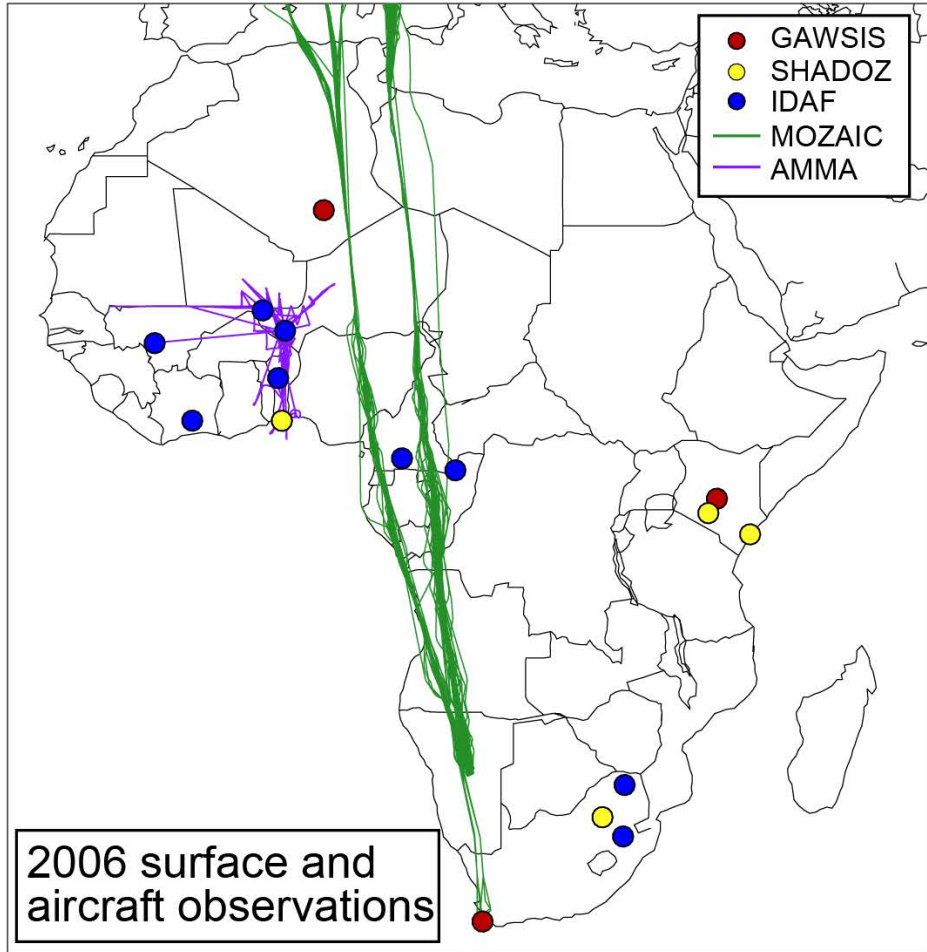 GAWSIS
SHADOZ
IDAF
MOZAIC
AMMA
2006 surface and
aircraft observations